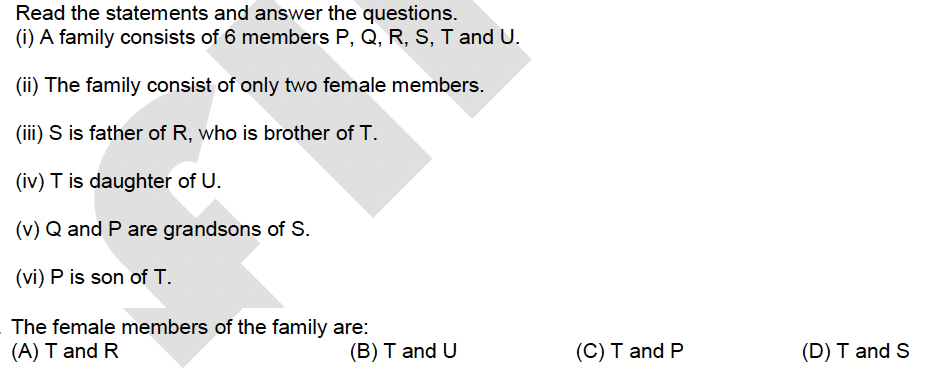 Read the statements and answer the questions.
(i) A family consists of 6 members P, Q, R, S, T and U.
(ii) The family consist of only two female members.
(iii) S is father of R, who is brother of T.
(iv) T is daughter of U.
(v) Q and P are grandsons of S.
(vi) P is son of T.
The female members of the family are:
(A) T and R (B) T and U (C) T and P (D) T and S